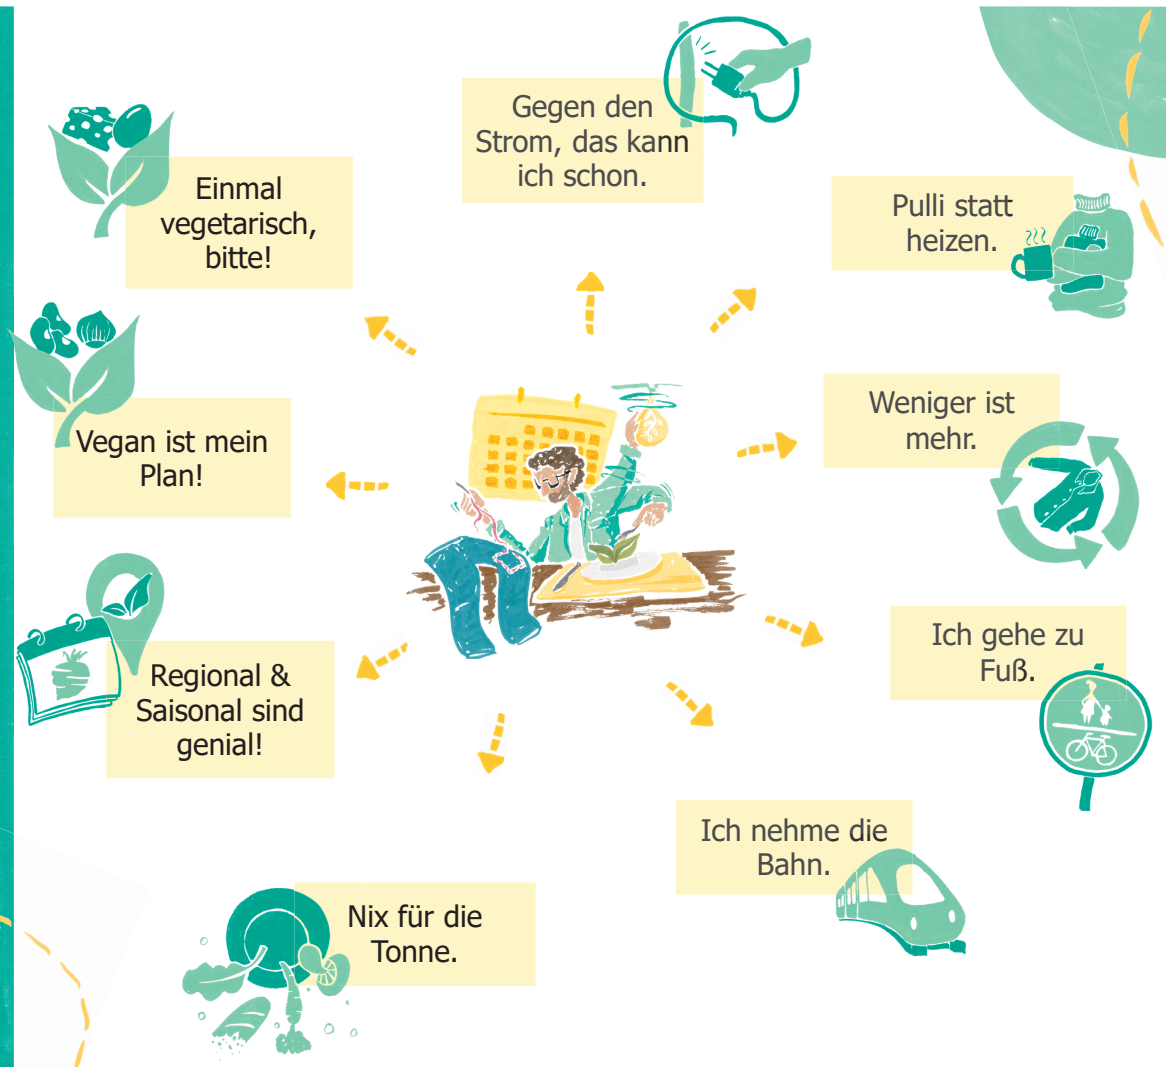 Gegen den
Strom, das kann
ich schon.
Einmal
vegetarisch,
bitte!
Pulli statt
heizen.
Vegan ist mein
Plan!
Weniger ist
mehr.
Regional &
Saisonal sind
genial!
Ich gehe zu
Fuß.
Ich nehme die
Bahn.
Nix für die
Tonne.